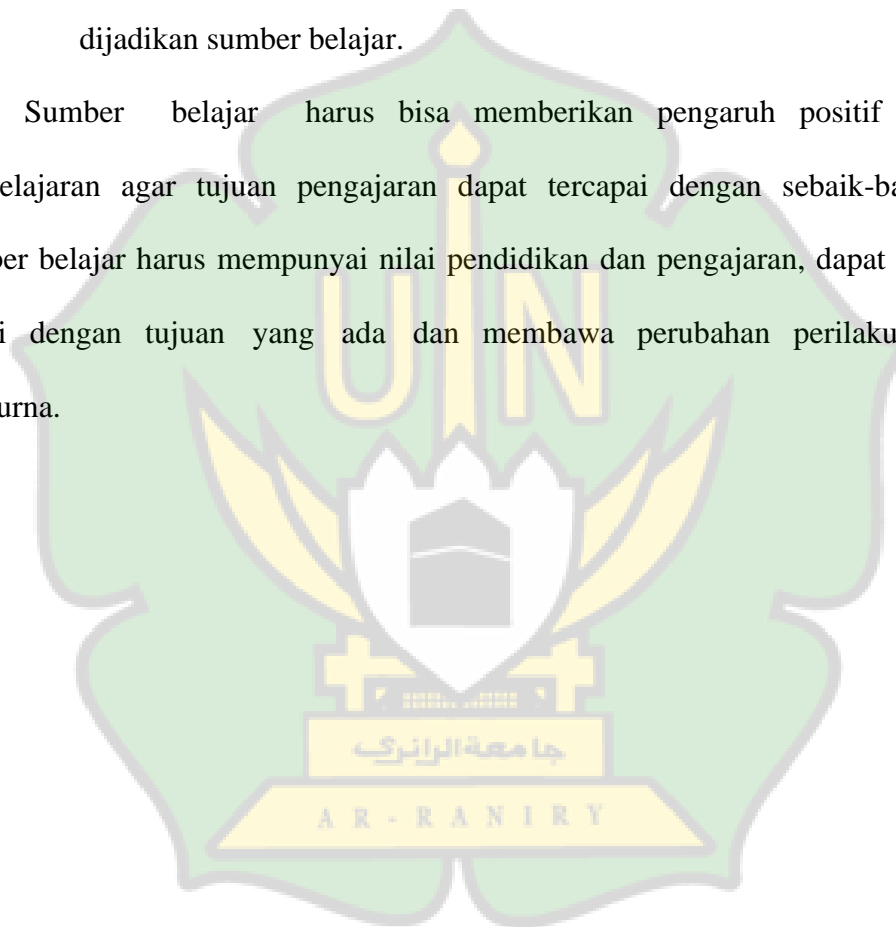 dijadikan sumber belajar.
Sumber belajar harus bisa memberikan pengaruh positif
elajaran agar tujuan pengajaran dapat tercapai dengan sebaik-ba
er belajar harus mempunyai nilai pendidikan dan pengajaran, dapat
i dengan tujuan yang ada dan membawa perubahan perilaku
urna.
UIN
جامعة الرانري
AR-RANIRY